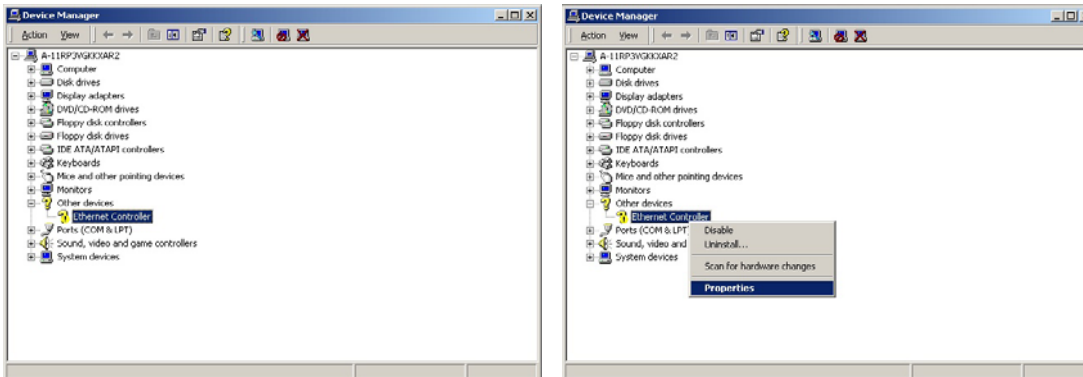 Device Manager
Action View
A-11RP3VGKKXAR2
Computer
Disk drives
Display adapters
DVD/CD-ROM drives
Floppy disk controllers
Floppy disk drives
IDE ATA/ATAPI controllers
Keyboards
Mice and other pointing devices
Monitors
Other devices
Ethernet Controller
Ports (COM & LPT)
Sound, video and game controllers
System devices
Device Manager
Action View
A-11RP3VGKKXAR2
Computer
Disk drives
Display adapters
DVD/CD-ROM drives
Floppy disk controllers
Floppy disk drives
IDE ATA/ATAPI controllers
Keyboards
Mice and other pointing devices
Monitors
Other devices
Ethernet Controller
Ports (COM & LPT)
Sound, video and
System devices
Disable
Uninstall...
Scan for hardware changes
Properties